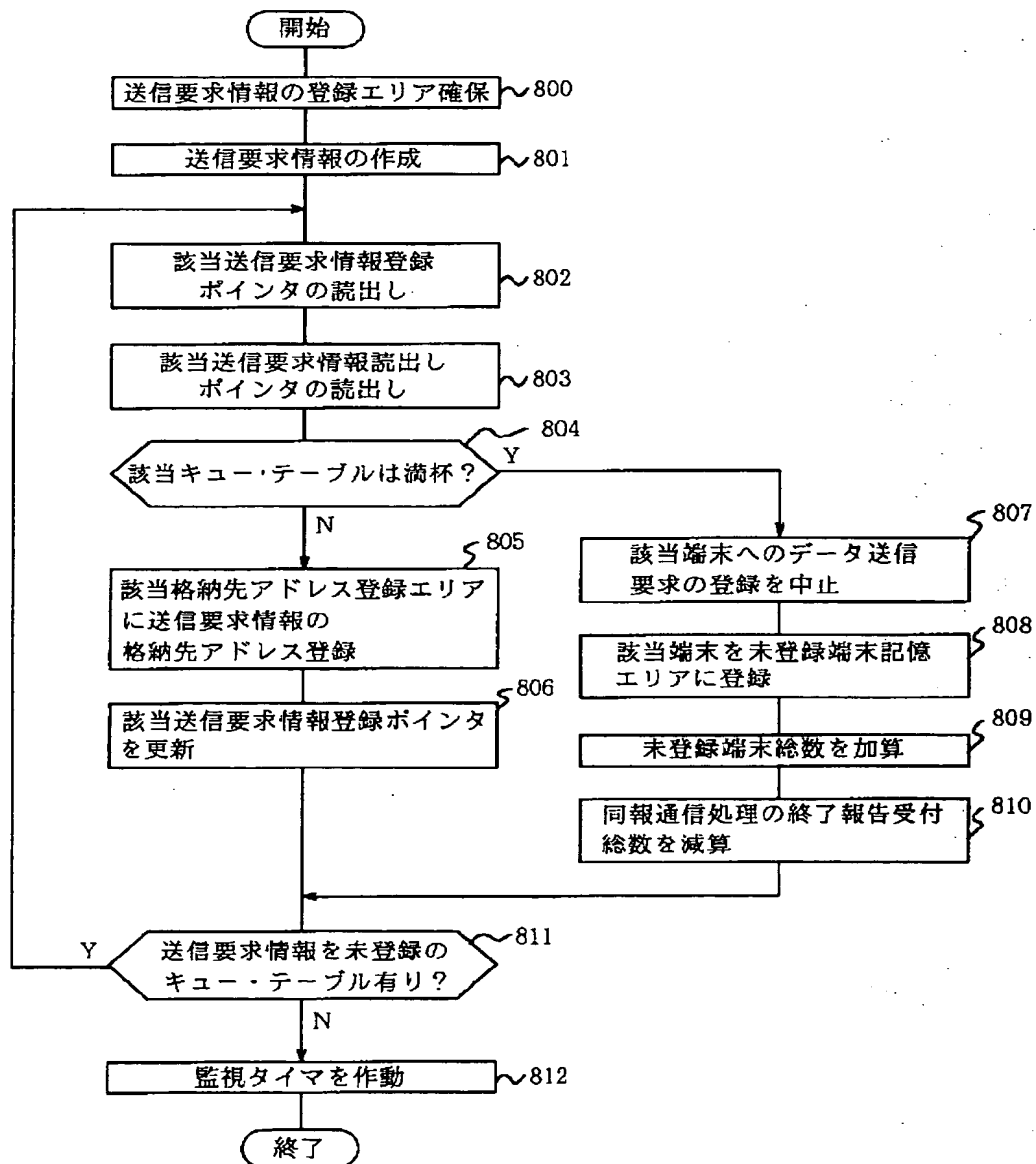 開始
送信要求情報の登録エリア確保
800
送信要求情報の作成
801
該当送信要求情報登録
ポインタの読出し
802
該当送信要求情報読出し
ポインタの読出し
803
804
該当キュー・テーブルは満杯?
Y
N
805
該当格納先アドレス登録エリア
に送信要求情報の
格納先アドレス登録
806
該当送信要求情報登録ポインタ
を更新
807
該当端末へのデータ送信
要求の登録を中止
808
該当端末を未登録端末記憶
エリアに登録
809
未登録端末総数を加算
810
同報通信処理の終了報告受付
総数を減算
Y
送信要求情報を未登録の
キュー・テーブル有り?
811
N
監視タイマを作動
812
終了